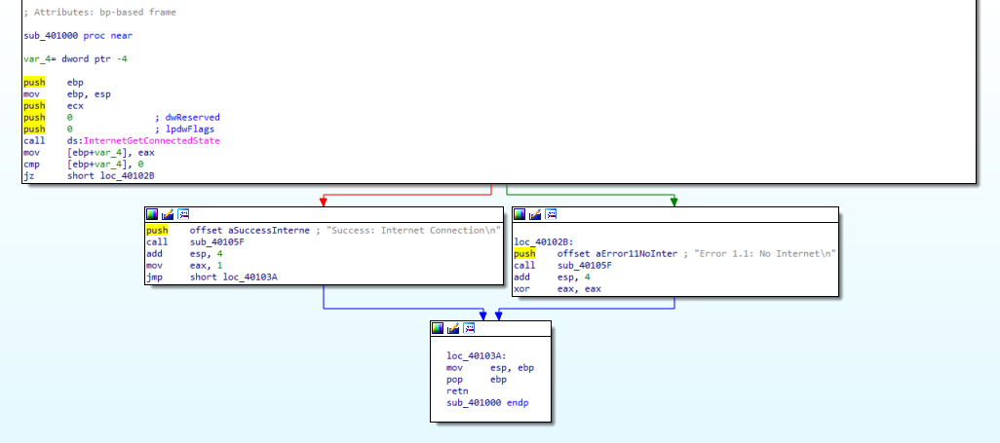 ; Attributes: bp-based frame
sub_401000 proc near
var_4= dword ptr -4
push ebp
mov ebp, esp
push ecx
push 0 ; dwReserved
push 0 ; lpdwFlags
call ds:InternetGetConnectedState
mov [ebp+var_4], eax
cmp [ebp+var_4], 0
jz short loc_40102B
push offset aSuccessInterne ; "Success: Internet Connection\n"
call sub_40105F
add esp, 4
mov eax, 1
jmp short loc_40103A
loc_40102B:
push offset aError11NoInter ; "Error 1.1: No Internet\n"
call sub_40105F
add esp, 4
xor eax, eax
loc_40103A:
mov esp, ebp
pop ebp
retn
sub_401000 endp